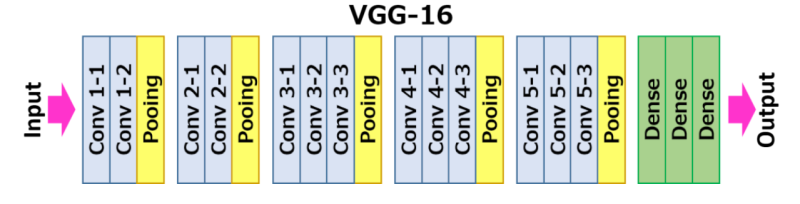 VGG-16
Input
Conv 1-1
Conv 1-2
Pooing
Conv 2-1
Conv 2-2
Pooing
Conv 3-1
Conv 3-2
Conv 3-3
Pooing
Conv 4-1
Conv 4-2
Conv 4-3
Pooing
Conv 5-1
Conv 5-2
Conv 5-3
Pooing
Dense
Dense
Dense
Output